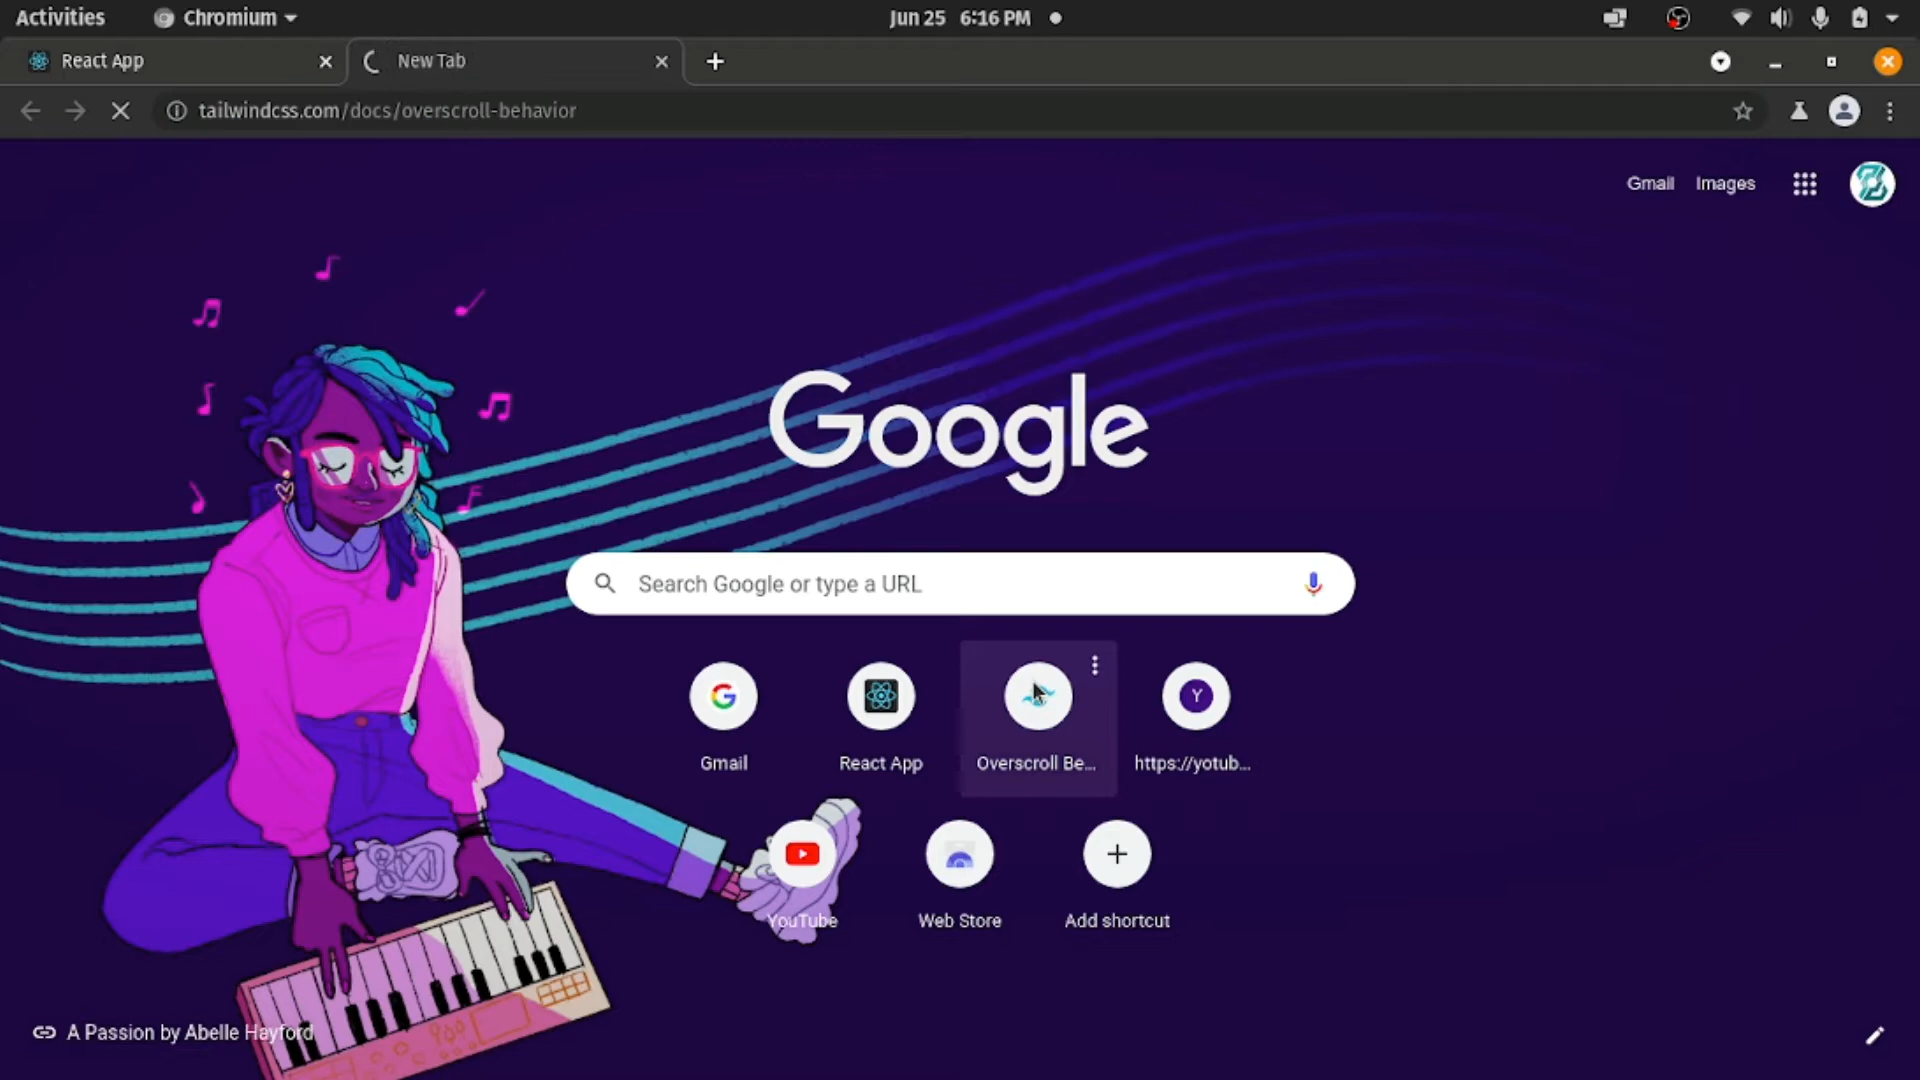 Activities
Chromium
Jun 25 6:16 PM
React App
New Tab
tailwindcss.com/docs/overscroll-behavior
Gmail
Images
Google
Search Google or type a URL
G
Y
Gmail
React App
Overscroll Be...
https://yotub...
YouTube
Web Store
Add shortcut
A Passion by Abelle Hayford